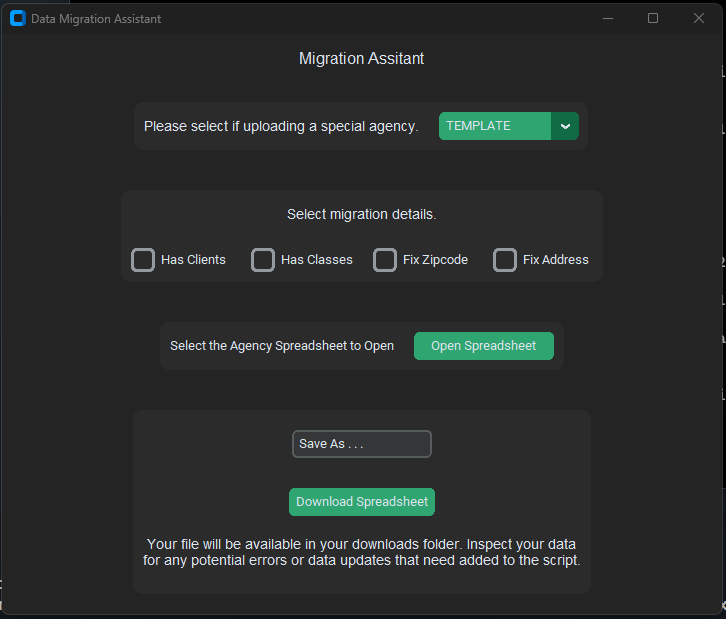 Data Migration Assistant
Migration Assitant
Please select if uploading a special agency. TEMPLATE
Select migration details.
Has Clients Has Classes Fix Zipcode Fix Address
Select the Agency Spreadsheet to Open Open Spreadsheet
Save As . . .
Download Spreadsheet
Your file will be available in your downloads folder. Inspect your data
for any potential errors or data updates that need added to the script.